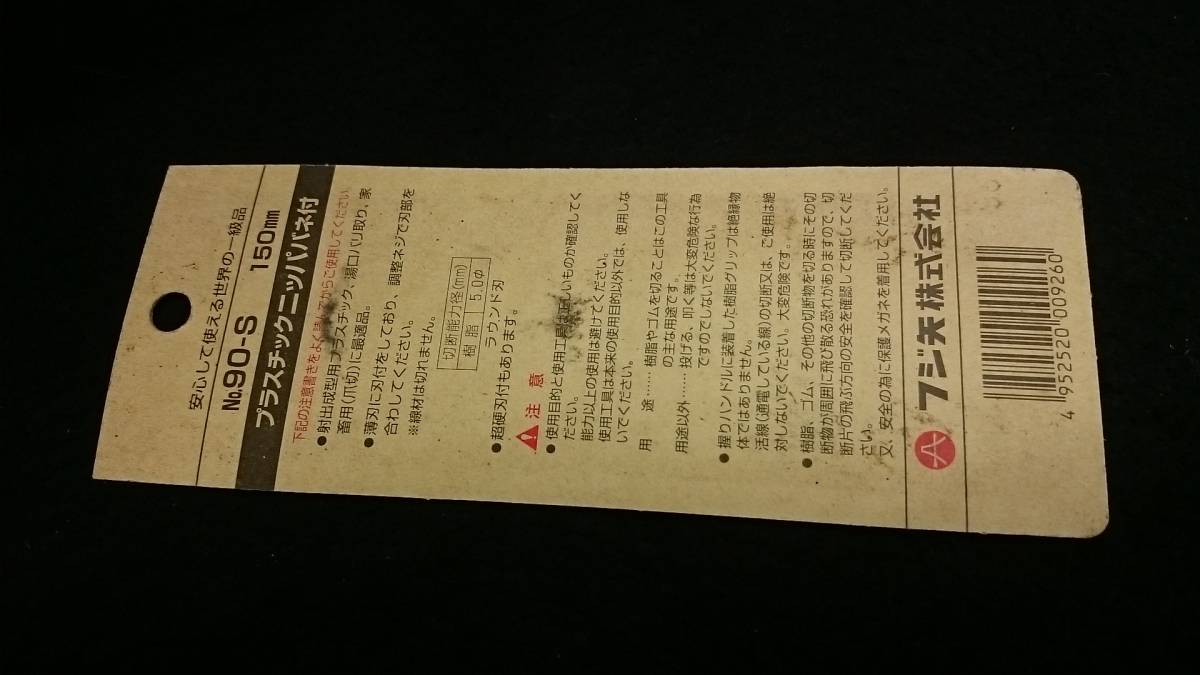 安心して使える世界の一級品
No.90-S 150mm
プラスチックニッパバネ付
下記の注意書きをよく読んでからご使用してください。
●射出成型用プラスチック、湯口バリ取り、家
畜用(爪切)に最適品。
●薄刃に刃付をしており、調整ネジで刃部を
合わしてください。
※線材は切れません。
切断能力径(mm)
樹脂 5.0φ
ラウンド刃
●超硬刃付もあります。
⚠注意
●使用目的と使用工具は正しいものか確認してく
ださい。
能力以上の使用は避けてください。
使用工具は本来の使用目的以外では、使用しな
いでください。
用途……樹脂やゴムを切ることはこの工具
の主な用途です。
用途以外……投げる、叩く等は大変危険な行為
ですのでしないでください。
●握りハンドルに装着した樹脂グリップは絶縁物
体ではありません。
活線(通電している線)の切断又は、ご使用は絶
対しないでください。大変危険です。
●樹脂、ゴム、その他の切断物を切る時にその切
断物が周囲に飛び散る恐れがありますので、切
断片の飛ぶ方向の安全を確認して切断してくだ
さい。
又、安全の為に保護メガネを着用してください。
フジ矢株式会社
4952520009260